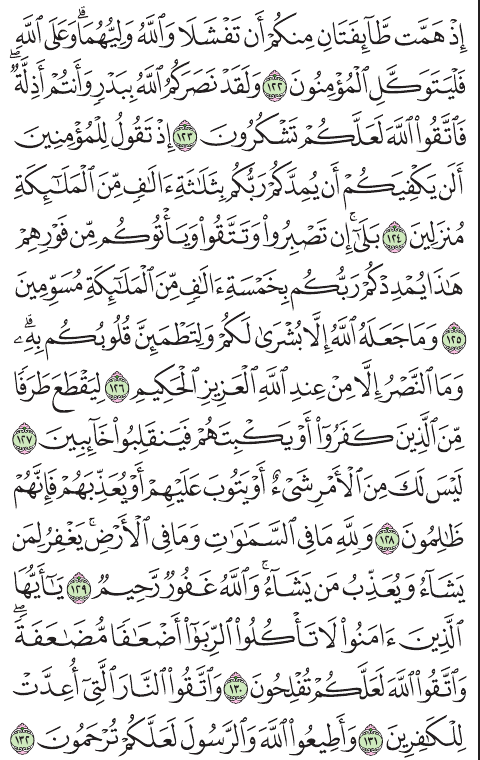 إِذْ هَمَّت طَّآئِفَتَانِ مِنكُمْ أَن تَفْشَلَا وَٱللَّهُ وَلِيُّهُمَا ۗ وَعَلَى ٱللَّهِ
فَلْيَتَوَكَّلِ ٱلْمُؤْمِنُونَ ١٢٢ وَلَقَدْ نَصَرَكُمُ ٱللَّهُ بِبَدْرٍ وَأَنتُمْ أَذِلَّةٌ ۖ
فَٱتَّقُوا۟ ٱللَّهَ لَعَلَّكُمْ تَشْكُرُونَ ١٢٣ إِذْ تَقُولُ لِلْمُؤْمِنِينَ
أَلَن يَكْفِيَكُمْ أَن يُمِدَّكُمْ رَبُّكُم بِثَلَٰثَةِ ءَالَٰفٍ مِّنَ ٱلْمَلَٰٓئِكَةِ
مُنزَلِينَ ١٢٤ بَلَىٰٓ ۚ إِن تَصْبِرُوا۟ وَتَتَّقُوا۟ وَيَأْتُوكُم مِّن فَوْرِهِمْ
هَٰذَا يُمْدِدْكُمْ رَبُّكُم بِخَمْسَةِ ءَالَٰفٍ مِّنَ ٱلْمَلَٰٓئِكَةِ مُسَوِّمِينَ
١٢٥ وَمَا جَعَلَهُ ٱللَّهُ إِلَّا بُشْرَىٰ لَكُمْ وَلِتَطْمَئِنَّ قُلُوبُكُم بِهِۦ ۗ
وَمَا ٱلنَّصْرُ إِلَّا مِنْ عِندِ ٱللَّهِ ٱلْعَزِيزِ ٱلْحَكِيمِ ١٢٦ لِيَقْطَعَ طَرَفًا
مِّنَ ٱلَّذِينَ كَفَرُوٓا۟ أَوْ يَكْبِتَهُمْ فَيَنقَلِبُوا۟ خَآئِبِينَ ١٢٧
لَيْسَ لَكَ مِنَ ٱلْأَمْرِ شَىْءٌ أَوْ يَتُوبَ عَلَيْهِمْ أَوْ يُعَذِّبَهُمْ فَإِنَّهُمْ
ظَٰلِمُونَ ١٢٨ وَلِلَّهِ مَا فِى ٱلسَّمَٰوَٰتِ وَمَا فِى ٱلْأَرْضِ ۚ يَغْفِرُ لِمَن
يَشَآءُ وَيُعَذِّبُ مَن يَشَآءُ ۚ وَٱللَّهُ غَفُورٌ رَّحِيمٌ ١٢٩ يَٰٓأَيُّهَا
ٱلَّذِينَ ءَامَنُوا۟ لَا تَأْكُلُوا۟ ٱلرِّبَوٰٓا۟ أَضْعَٰفًا مُّضَٰعَفَةً ۖ
وَٱتَّقُوا۟ ٱللَّهَ لَعَلَّكُمْ تُفْلِحُونَ ١٣٠ وَٱتَّقُوا۟ ٱلنَّارَ ٱلَّتِىٓ أُعِدَّتْ
لِلْكَٰفِرِينَ ١٣١ وَأَطِيعُوا۟ ٱللَّهَ وَٱلرَّسُولَ لَعَلَّكُمْ تُرْحَمُونَ ١٣٢